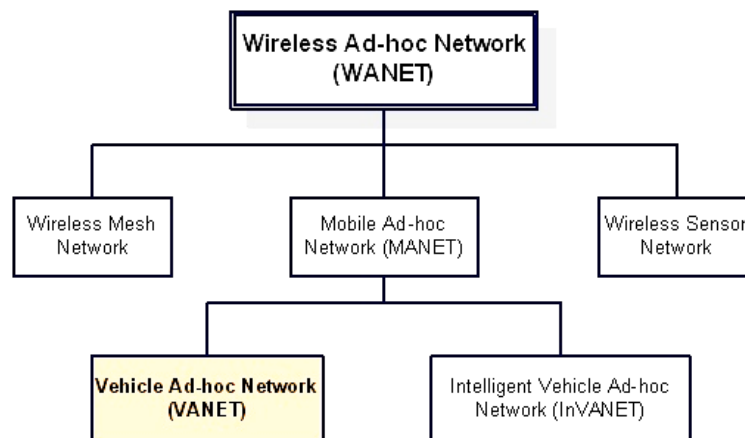 Wireless Ad-hoc Network
(WANET)
Wireless Mesh
Network
Mobile Ad-hoc
Network (MANET)
Wireless Sensor
Network
Vehicle Ad-hoc Network
(VANET)
Intelligent Vehicle Ad-hoc
Network (InVANET)